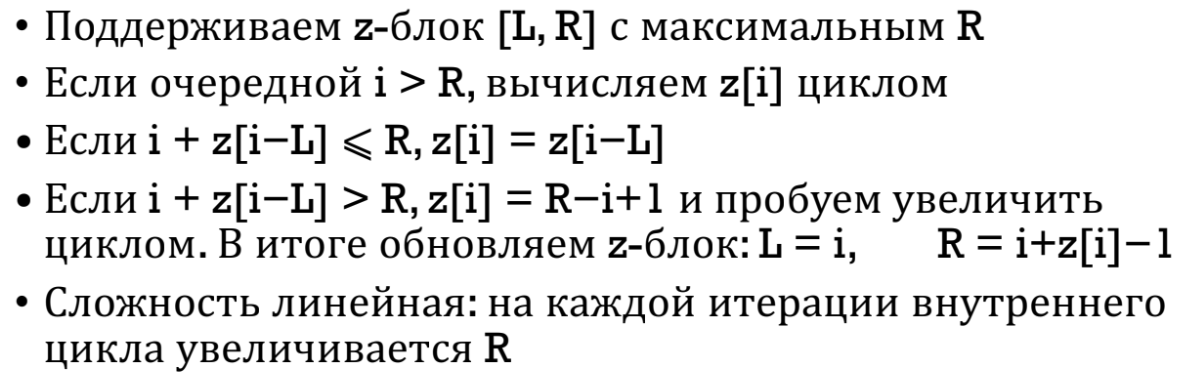 • Поддерживаем z-блок [L, R] с максимальным R
• Если очередной i > R, вычисляем z[i] циклом
• Если i + z[i−L] ⩽ R, z[i] = z[i−L]
• Если i + z[i−L] > R, z[i] = R−i+1 и пробуем увеличить
циклом. В итоге обновляем z-блок: L = i, R = i+z[i]−1
• Сложность линейная: на каждой итерации внутреннего
цикла увеличивается R